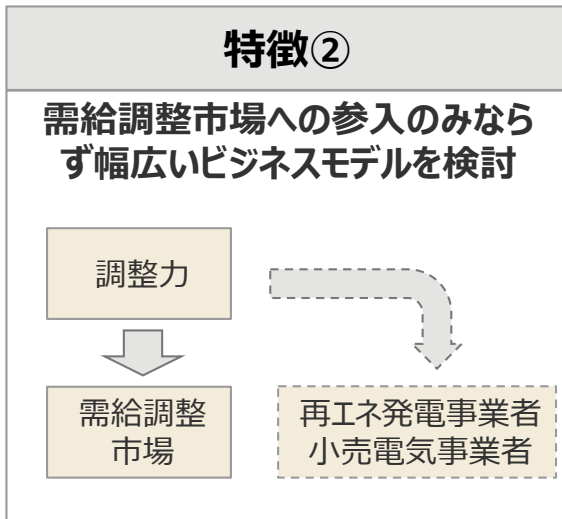 特徴②
需給調整市場への参入のみなら
ず幅広いビジネスモデルを検討
調整力
需給調整
市場
再エネ発電事業者
小売電気事業者